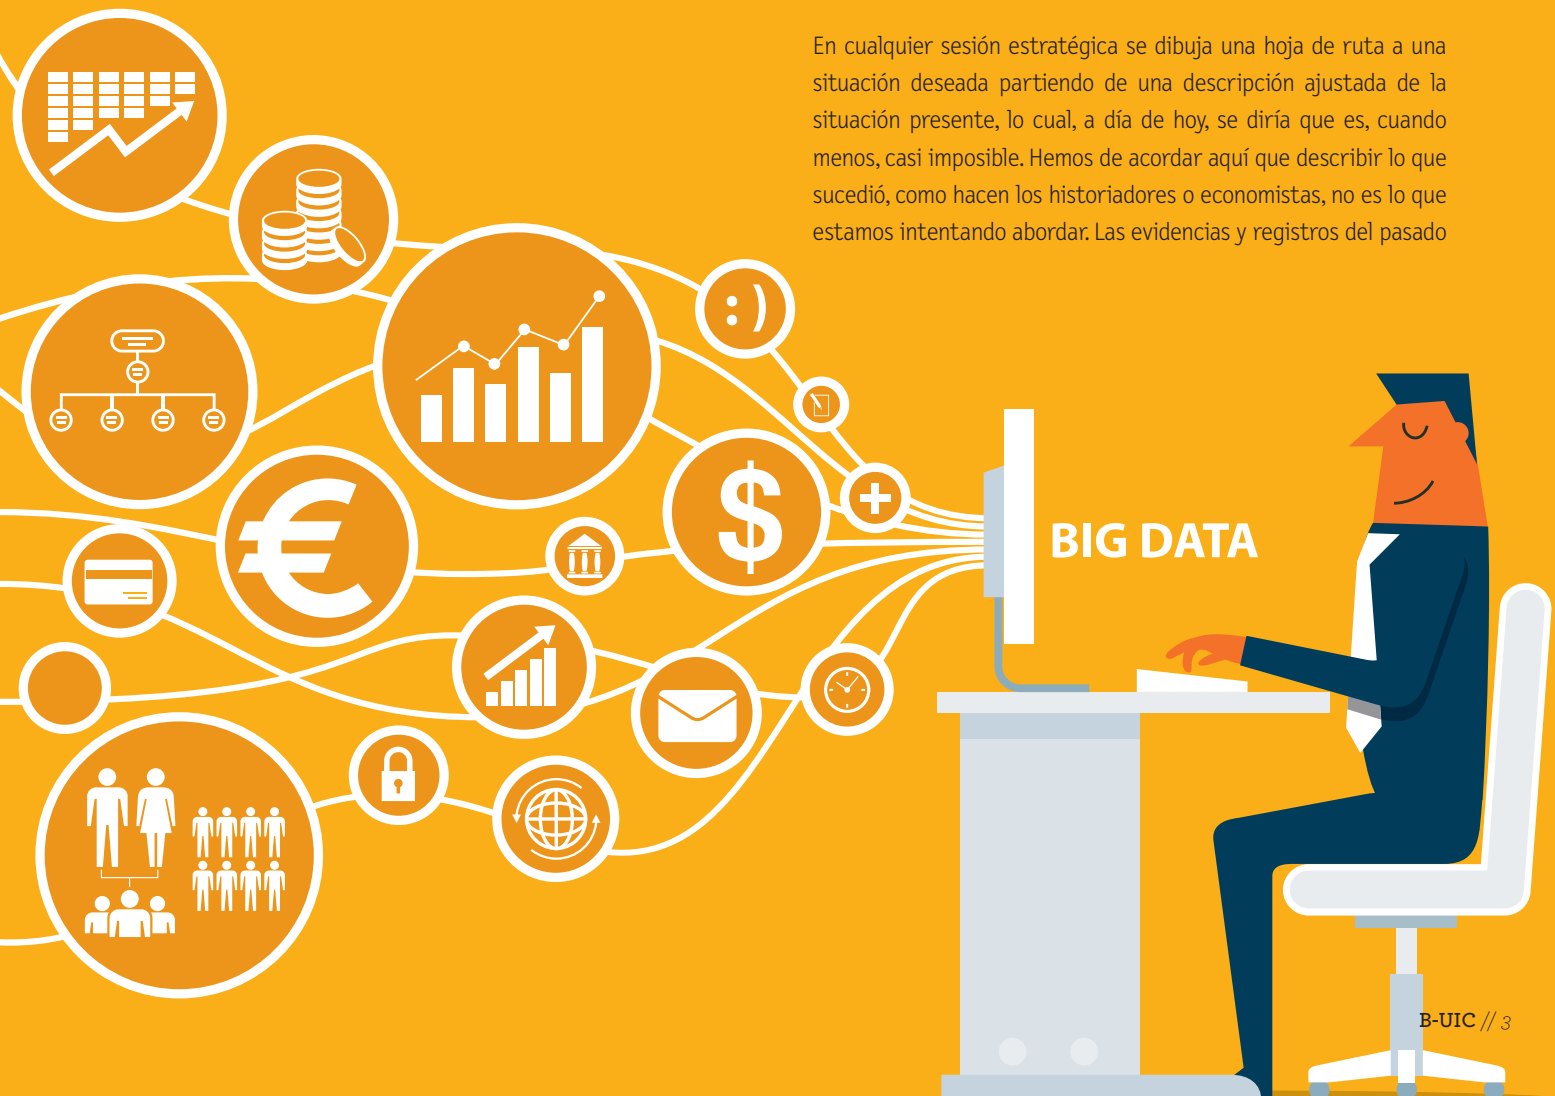 En cualquier sesión estratégica se dibuja una hoja de ruta a una
situación deseada partiendo de una descripción ajustada de la
situación presente, lo cual, a día de hoy, se diría que es, cuando
menos, casi imposible. Hemos de acordar aquí que describir lo que
sucedió, como hacen los historiadores o economistas, no es lo que
estamos intentando abordar. Las evidencias y registros del pasado
:)
€
$
BIG DATA
B-UIC // 3